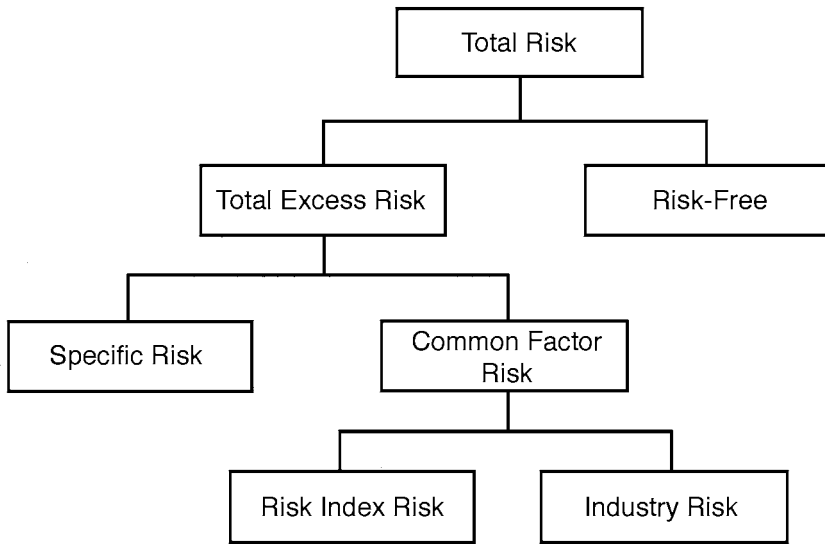 Total Risk
Total Excess Risk
Risk-Free
Specific Risk
Common Factor
Risk
Risk Index Risk
Industry Risk